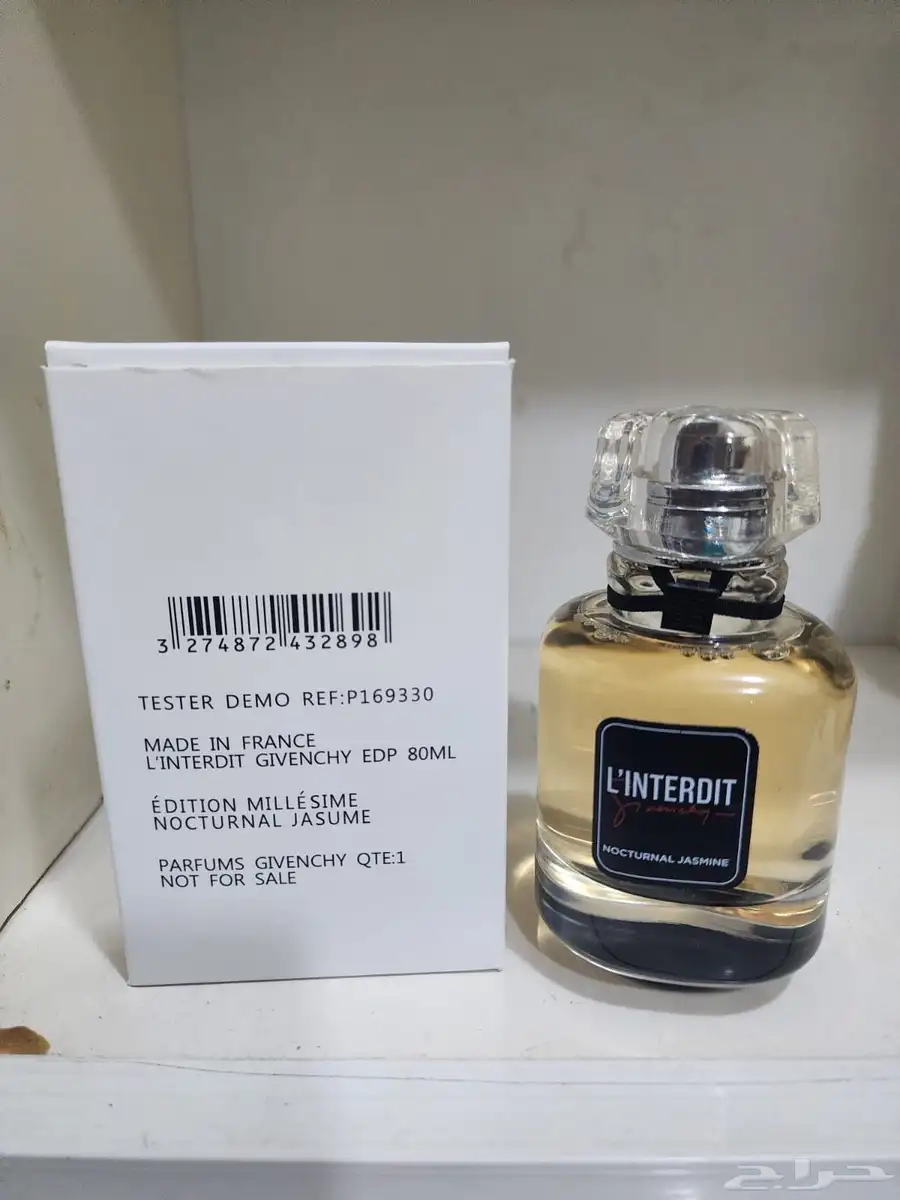 3 274872 432898
TESTER DEMO REF:P169330
MADE IN FRANCE
L'INTERDIT GIVENCHY EDP 80ML
ÉDITION MILLÉSIME
NOCTURNAL JASUME
PARFUMS GIVENCHY QTE:1
NOT FOR SALE
L'INTERDIT
Givenchy
NOCTURNAL JASMINE
حراج